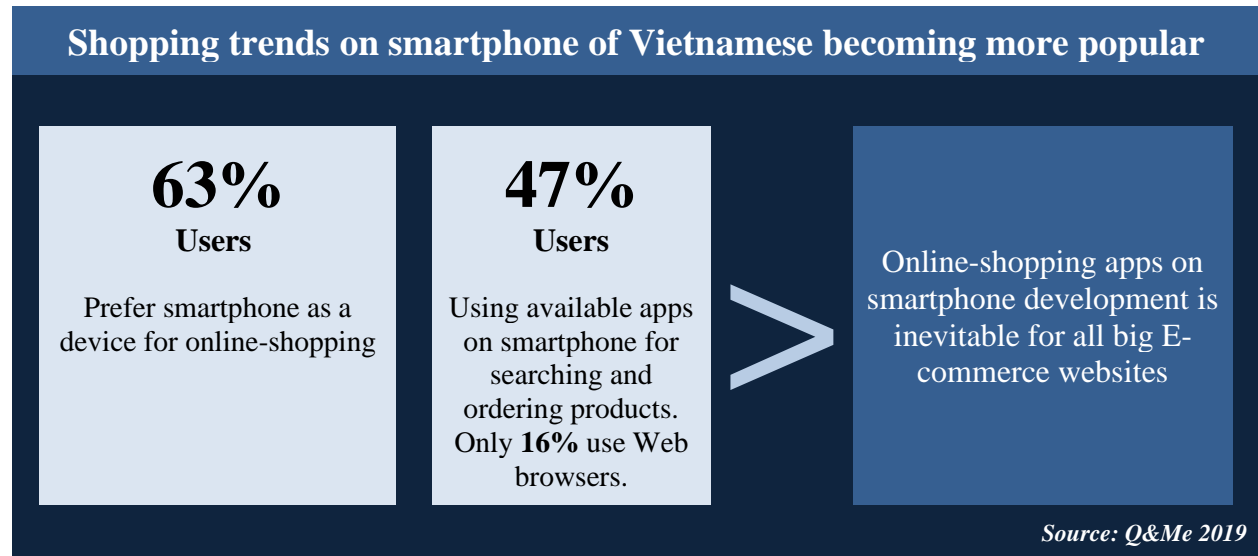 Shopping trends on smartphone of Vietnamese becoming more popular
63%
Users
Prefer smartphone as a
device for online-shopping
47%
Users
Using available apps
on smartphone for
searching and
ordering products.
Only 16% use Web
browsers.
>
Online-shopping apps on
smartphone development is
inevitable for all big E-
commerce websites
Source: Q&Me 2019